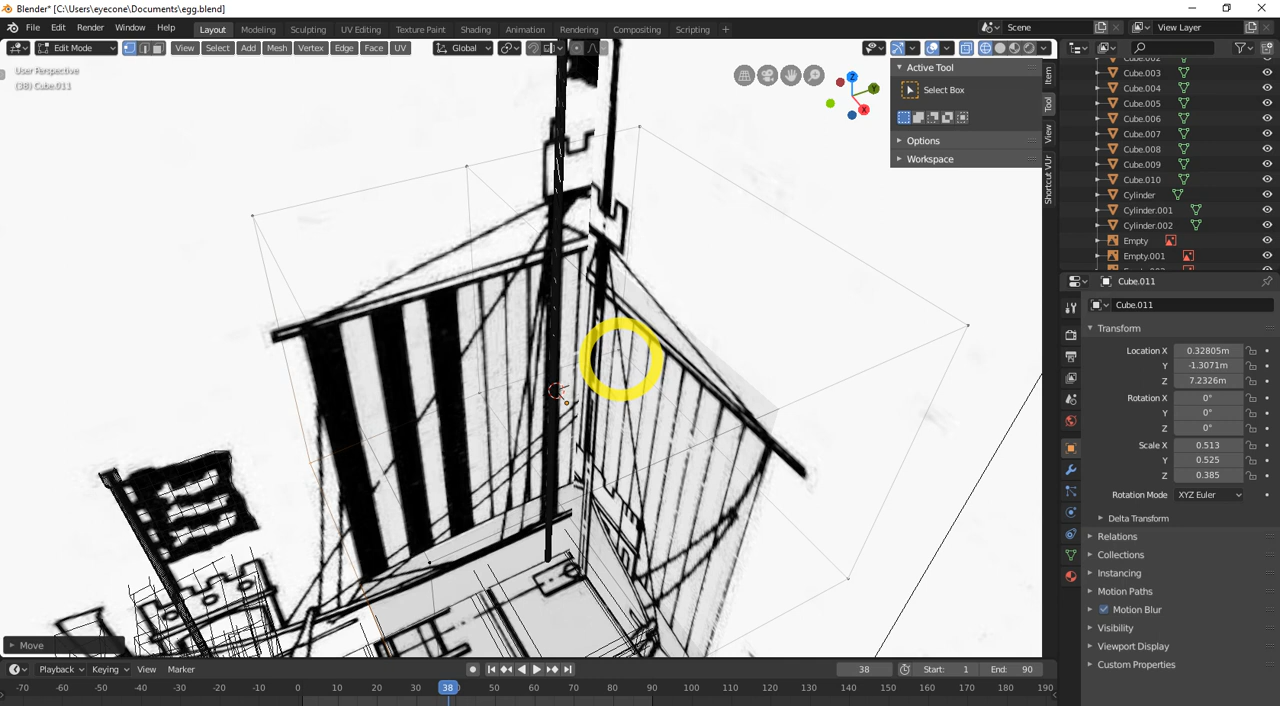 Blender* [C:\Users\eyecone\Documents\egg.blend]
File Edit Render Window Help
Layout Modeling Sculpting UV Editing Texture Paint Shading Animation Rendering Compositing Scripting +
Scene
View Layer
Edit Mode
View Select Add Mesh Vertex Edge Face UV
Global
User Perspective
(38) Cube.011
Z
Y
X
Active Tool
Select Box
Options
Workspace
Item
Tool
View
Shortcut VUr
Cube.002
Cube.003
Cube.004
Cube.005
Cube.006
Cube.007
Cube.008
Cube.009
Cube.010
Cylinder
Cylinder.001
Cylinder.002
Empty
Empty.001
Cube.011
Cube.011
Transform
Location X 0.32805m
Y -1.3071m
Z 7.2326m
Rotation X 0°
Y 0°
Z 0°
Scale X 0.513
Y 0.525
Z 0.385
Rotation Mode XYZ Euler
Delta Transform
Relations
Collections
Instancing
Motion Paths
Motion Blur
Visibility
Viewport Display
Custom Properties
Move
Playback Keying View Marker
38 Start: 1 End: 90
-70 -60 -50 -40 -30 -20 -10 0 10 20 30 38 50 60 70 80 90 100 110 120 130 140 150 160 170 180 190